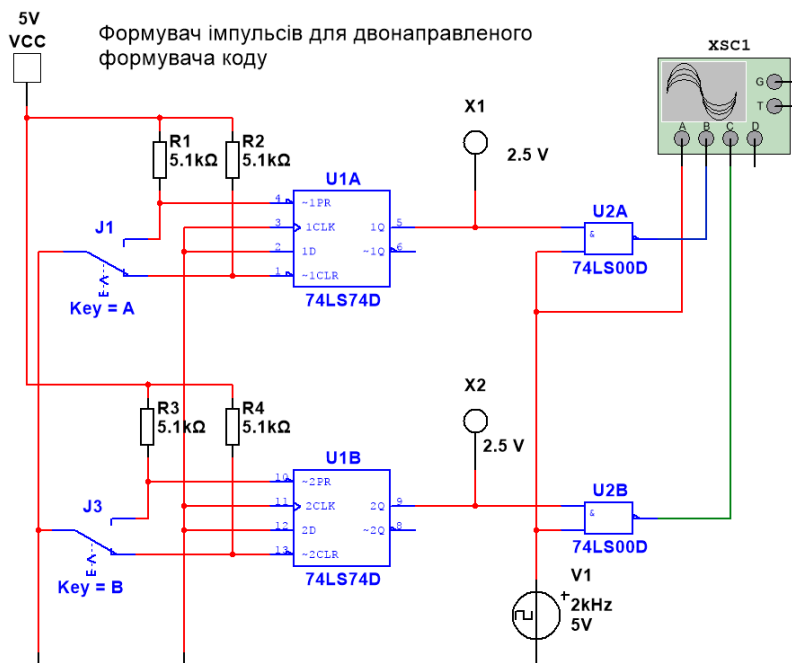 5V
VCC
Формувач імпульсів для двонаправленого
формувача коду
XSC1
G
T
A B C D
X1
2.5 V
R1
5.1kΩ
R2
5.1kΩ
U1A
4 ~1PR
3 1CLK
2 1D
1 ~1CLR
1Q 5
~1Q 6
74LS74D
J1
Key = A
U2A
&
74LS00D
R3
5.1kΩ
R4
5.1kΩ
X2
2.5 V
U1B
10 ~2PR
11 2CLK
12 2D
13 ~2CLR
2Q 9
~2Q 8
74LS74D
J3
Key = B
U2B
&
74LS00D
V1
+
2kHz
5V